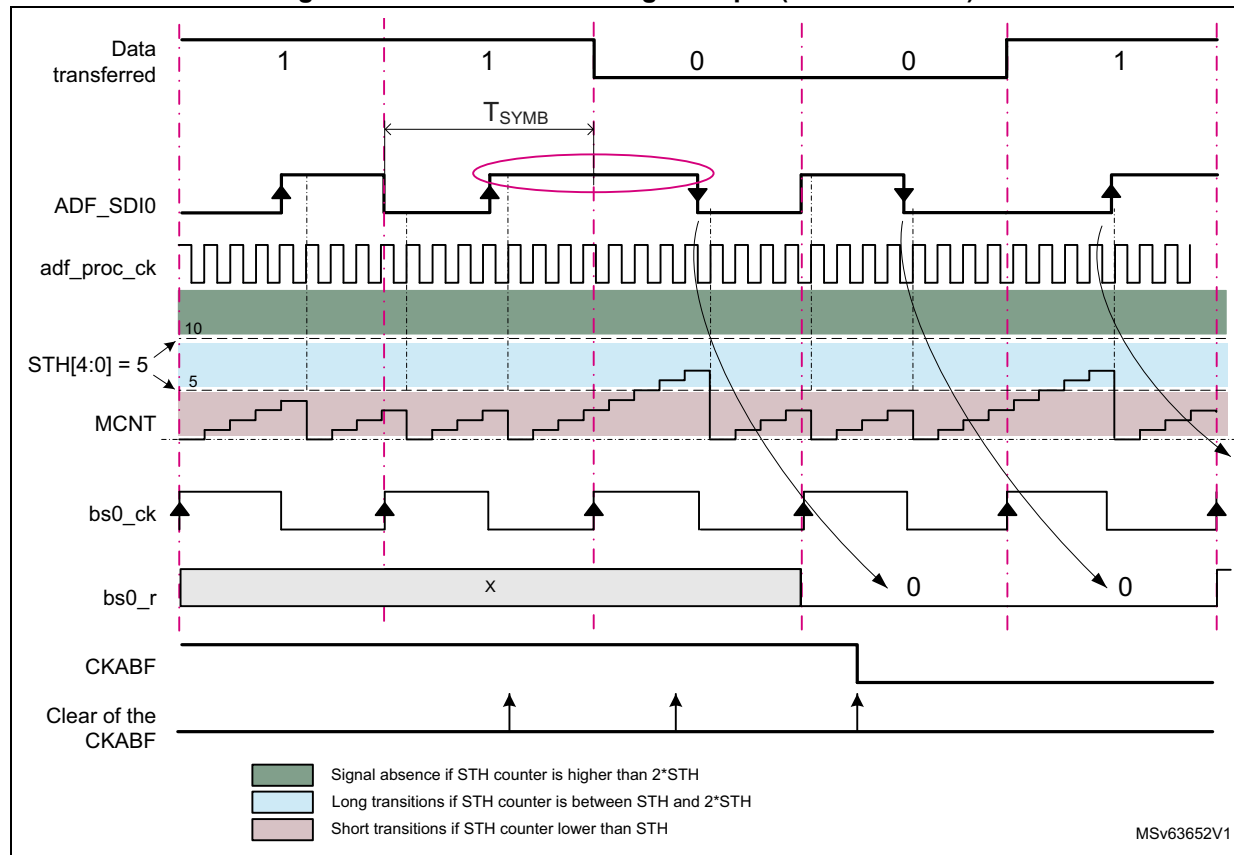 Data
transferred
1 1 0 0 1
TSYMB
ADF_SDI0
adf_proc_ck
10
STH[4:0] = 5
5
MCNT
bs0_ck
bs0_r
X
0 0
CKABF
Clear of the
CKABF
Signal absence if STH counter is higher than 2*STH
Long transitions if STH counter is between STH and 2*STH
Short transitions if STH counter lower than STH
MSv63652V1